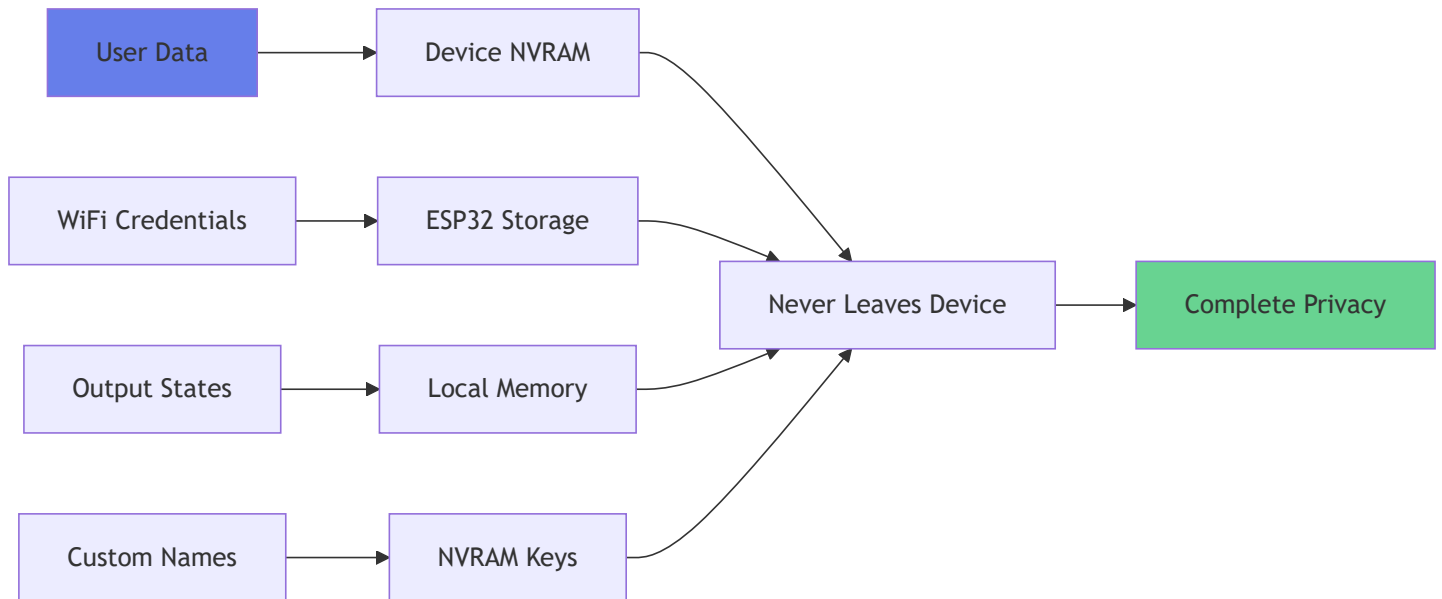 User Data
Device NVRAM
WiFi Credentials
ESP32 Storage
Never Leaves Device
Complete Privacy
Output States
Local Memory
Custom Names
NVRAM Keys